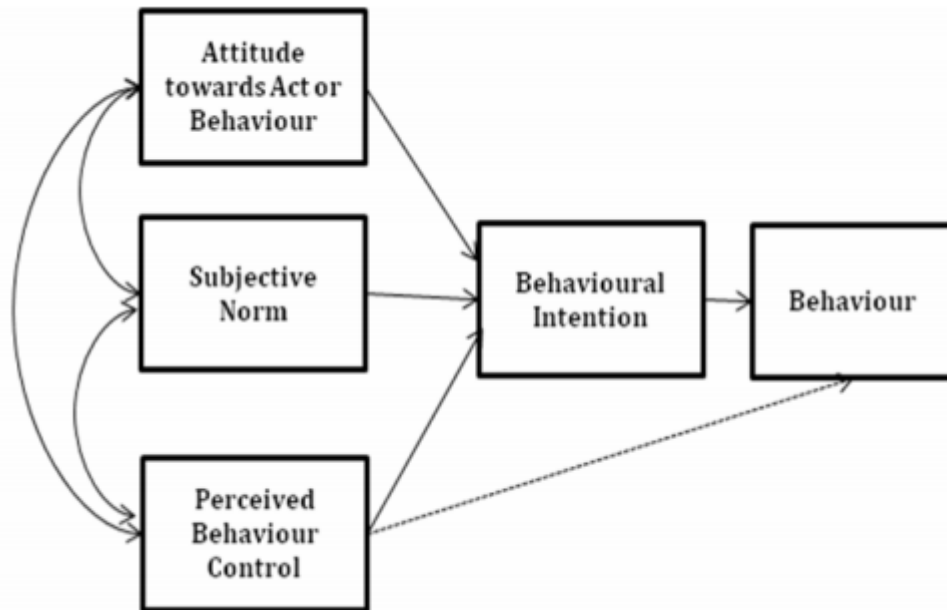 Attitude
towards Act or
Behaviour
Subjective
Norm
Behavioural
Intention
Behaviour
Perceived
Behaviour
Control